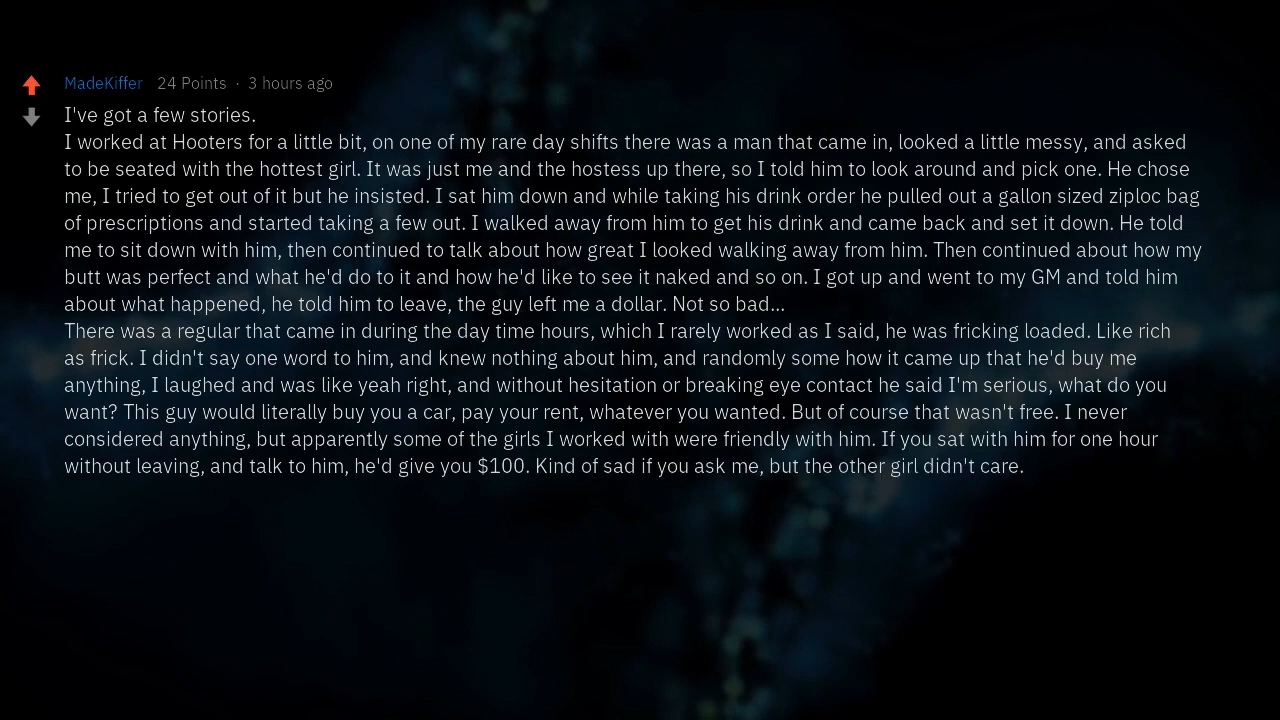 MadeKiffer 24 Points · 3 hours ago
I've got a few stories.
I worked at Hooters for a little bit, on one of my rare day shifts there was a man that came in, looked a little messy, and asked
to be seated with the hottest girl. It was just me and the hostess up there, so I told him to look around and pick one. He chose
me, I tried to get out of it but he insisted. I sat him down and while taking his drink order he pulled out a gallon sized ziploc bag
of prescriptions and started taking a few out. I walked away from him to get his drink and came back and set it down. He told
me to sit down with him, then continued to talk about how great I looked walking away from him. Then continued about how my
butt was perfect and what he'd do to it and how he'd like to see it naked and so on. I got up and went to my GM and told him
about what happened, he told him to leave, the guy left me a dollar. Not so bad...
There was a regular that came in during the day time hours, which I rarely worked as I said, he was fricking loaded. Like rich
as frick. I didn't say one word to him, and knew nothing about him, and randomly some how it came up that he'd buy me
anything, I laughed and was like yeah right, and without hesitation or breaking eye contact he said I'm serious, what do you
want? This guy would literally buy you a car, pay your rent, whatever you wanted. But of course that wasn't free. I never
considered anything, but apparently some of the girls I worked with were friendly with him. If you sat with him for one hour
without leaving, and talk to him, he'd give you $100. Kind of sad if you ask me, but the other girl didn't care.